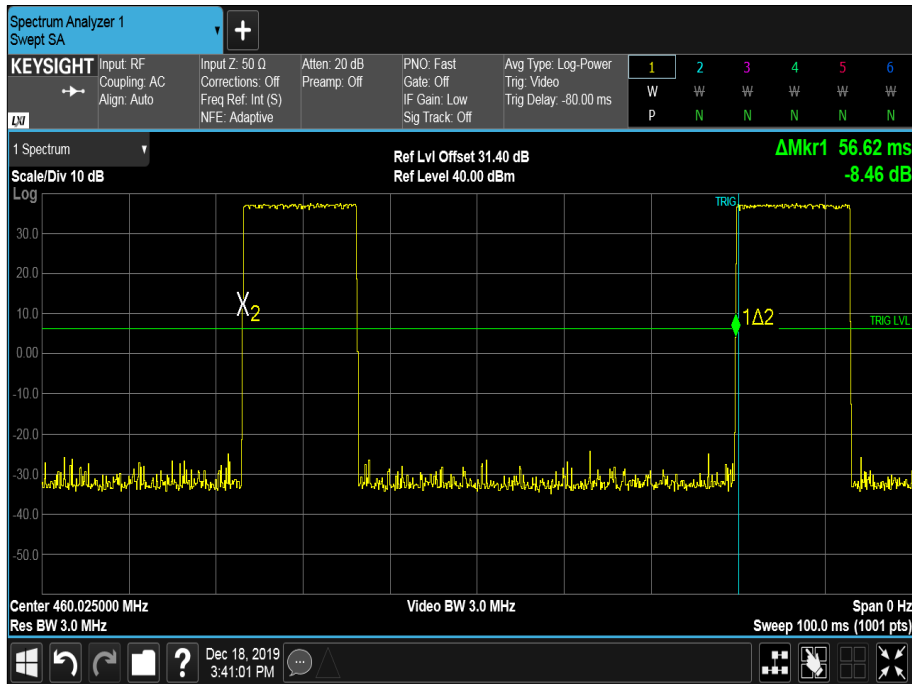 Spectrum Analyzer 1
Swept SA
+
KEYSIGHT
LXI
Input: RF
Coupling: AC
Align: Auto
Input Z: 50 Ω
Corrections: Off
Freq Ref: Int (S)
NFE: Adaptive
Atten: 20 dB
Preamp: Off
PNO: Fast
Gate: Off
IF Gain: Low
Sig Track: Off
Avg Type: Log-Power
Trig: Video
Trig Delay: -80.00 ms
1 2 3 4 5 6
W W W W W W
P N N N N N
1 Spectrum
Scale/Div 10 dB
Ref Lvl Offset 31.40 dB
Ref Level 40.00 dBm
ΔMkr1 56.62 ms
-8.46 dB
Log
TRIG
30.0
20.0
10.0
X2
1Δ2
TRIG LVL
0.00
-10.0
-20.0
-30.0
-40.0
-50.0
Center 460.025000 MHz
Video BW 3.0 MHz
Span 0 Hz
Res BW 3.0 MHz
Sweep 100.0 ms (1001 pts)
?
Dec 18, 2019
3:41:01 PM